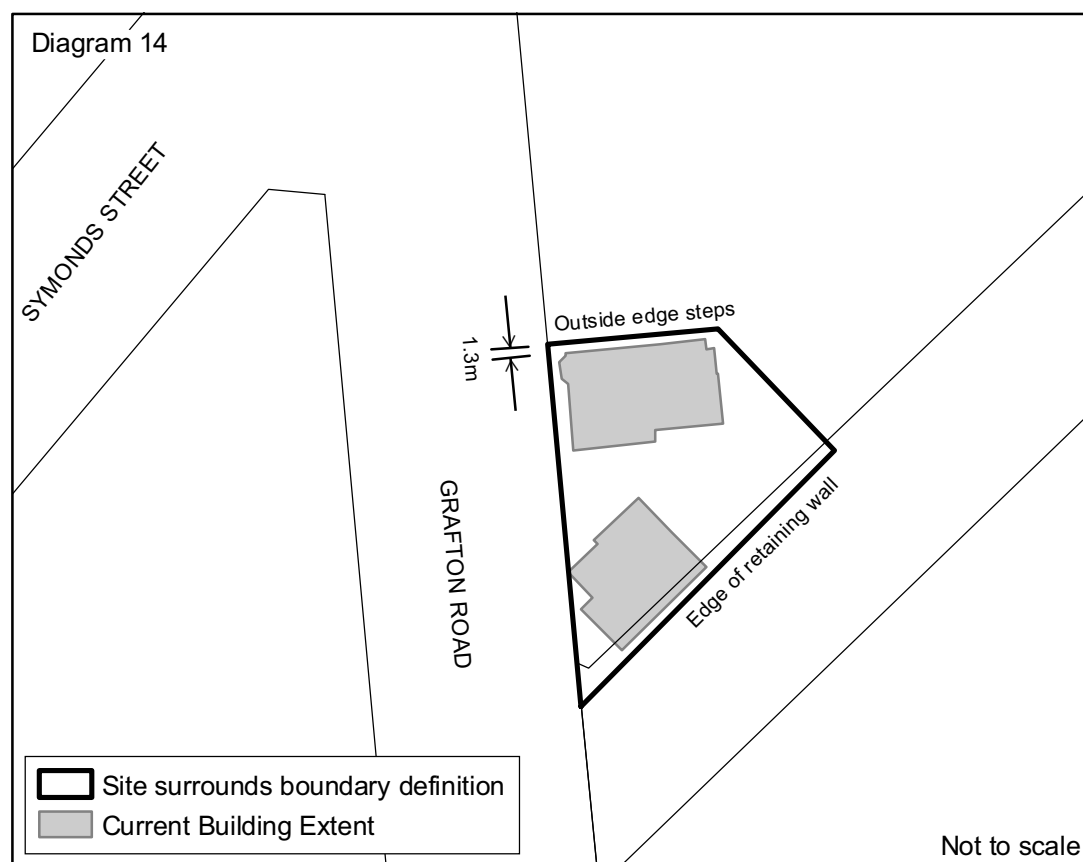 Diagram 14
SYMONDS STREET
Outside edge steps
1.3m
GRAFTON ROAD
Edge of retaining wall
Site surrounds boundary definition
Current Building Extent
Not to scale